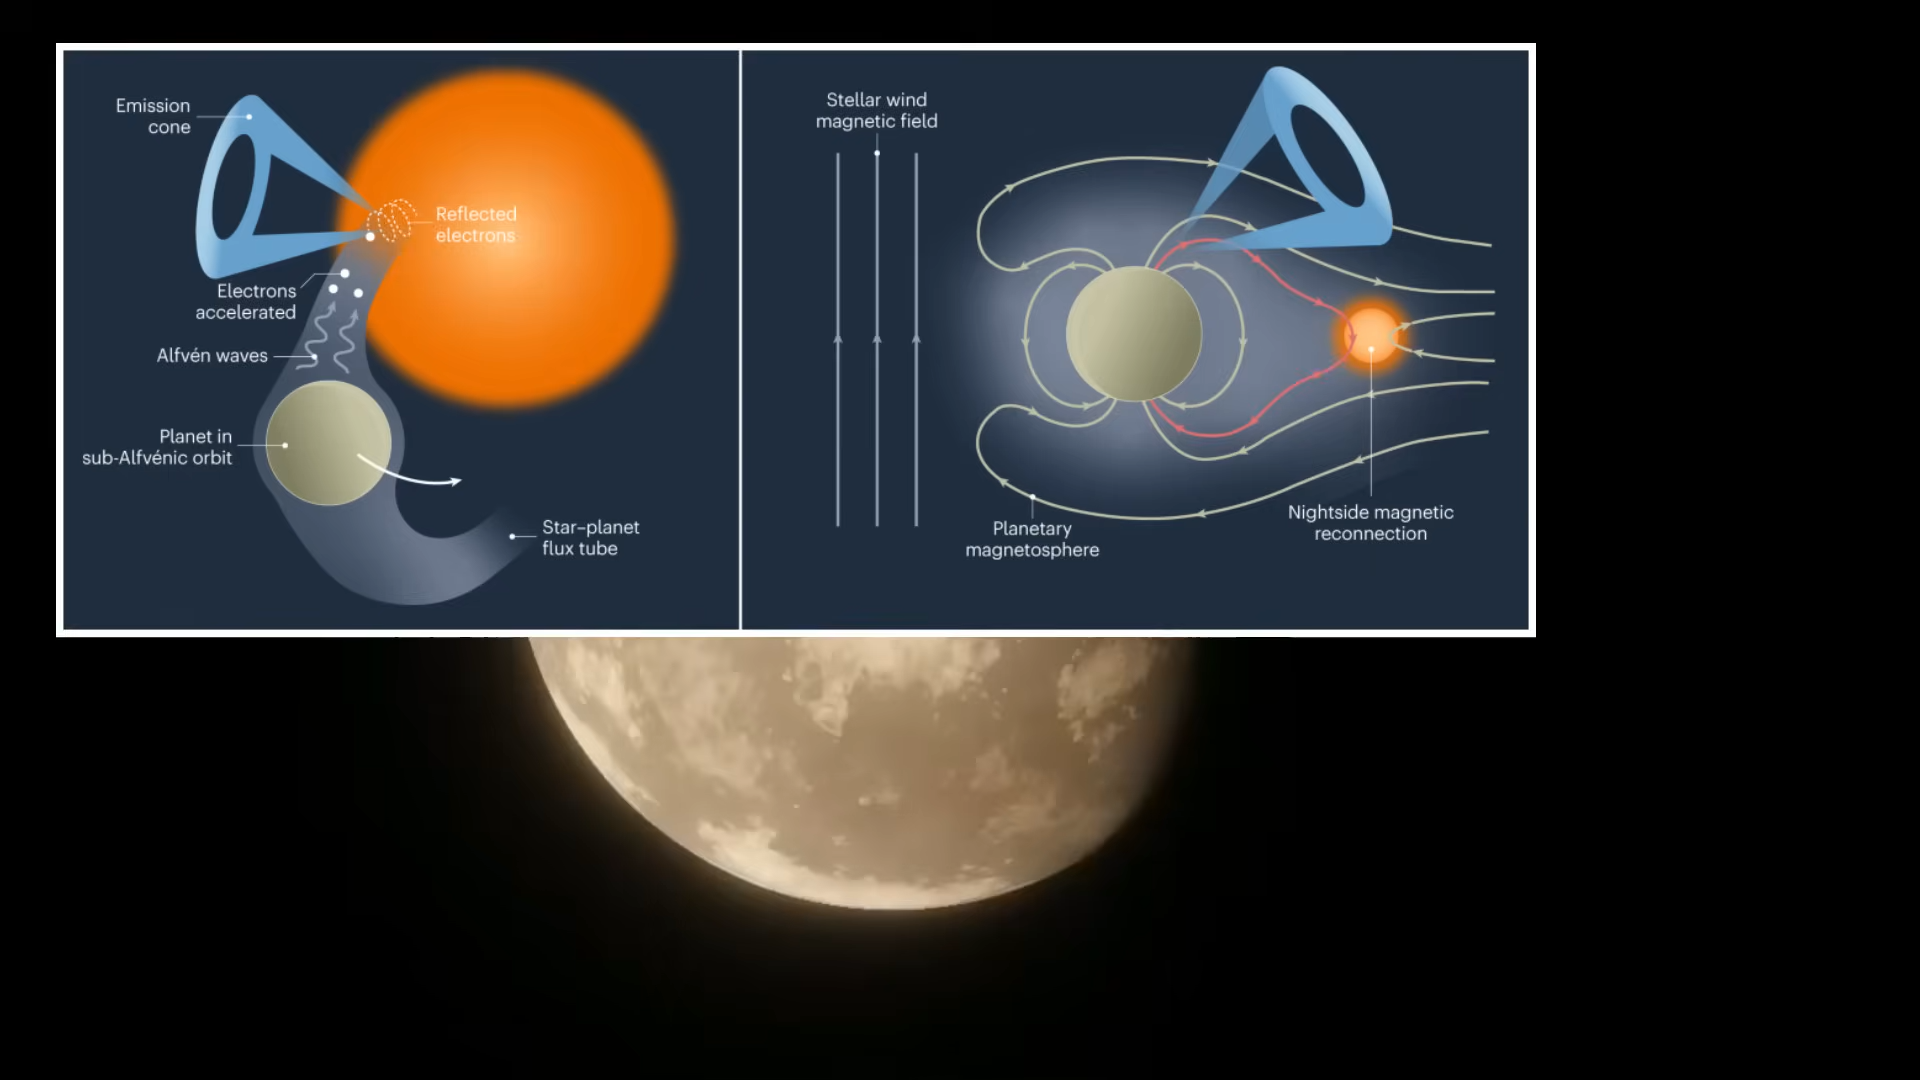 Emission
cone
Reflected
electrons
Electrons
accelerated
Alfvén waves
Planet in
sub-Alfvénic orbit
Star–planet
flux tube
Stellar wind
magnetic field
Planetary
magnetosphere
Nightside magnetic
reconnection